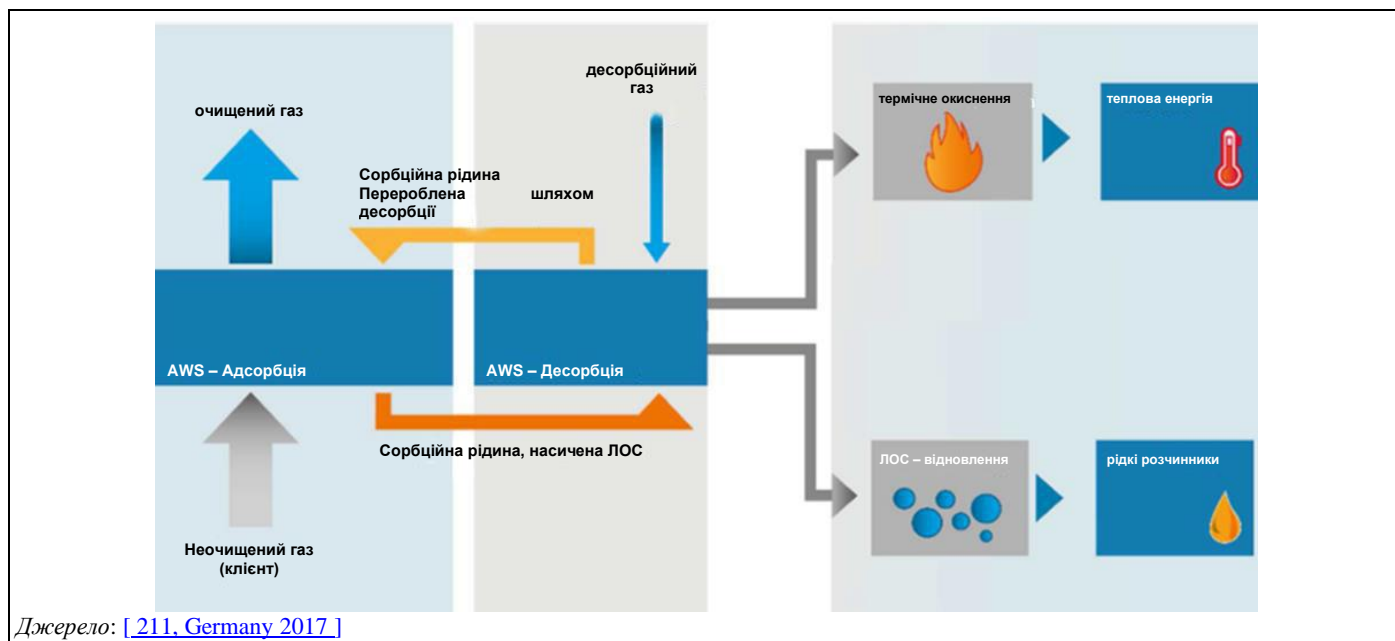 десорбційний
газ
очищений газ
термічне окиснення
теплова енергія
Сорбційна рідина
Перероблена шляхом
десорбції
AWS – Адсорбція
AWS – Десорбція
Сорбційна рідина, насичена ЛОС
ЛОС – відновлення
рідкі розчинники
Неочищений газ
(клієнт)
Джерело: [ 211, Germany 2017 ]